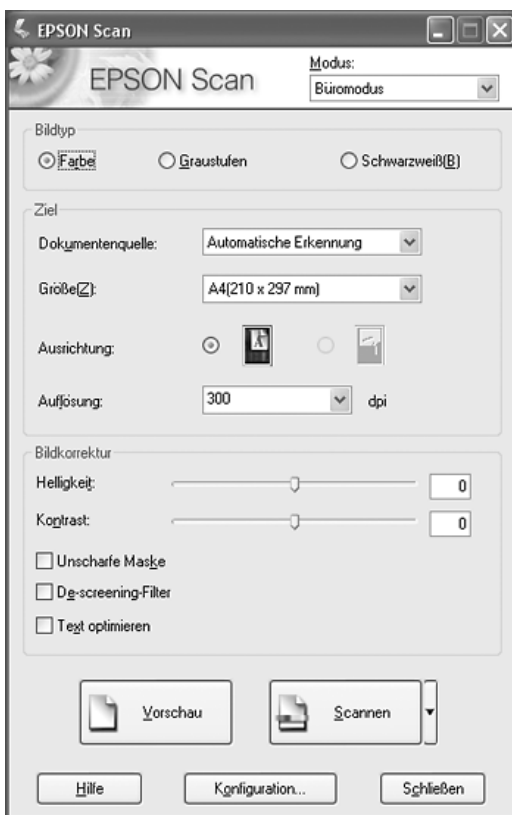 EPSON Scan
EPSON Scan
Modus:
Büromodus
Bildtyp
Farbe Graustufen Schwarzweiß(B)
Ziel
Dokumentenquelle: Automatische Erkennung
Größe(Z): A4(210 x 297 mm)
Ausrichtung:
Auflösung: 300 dpi
Bildkorrektur
Helligkeit: 0
Kontrast: 0
Unscharfe Maske
De-screening-Filter
Text optimieren
Vorschau Scannen
Hilfe Konfiguration... Schließen